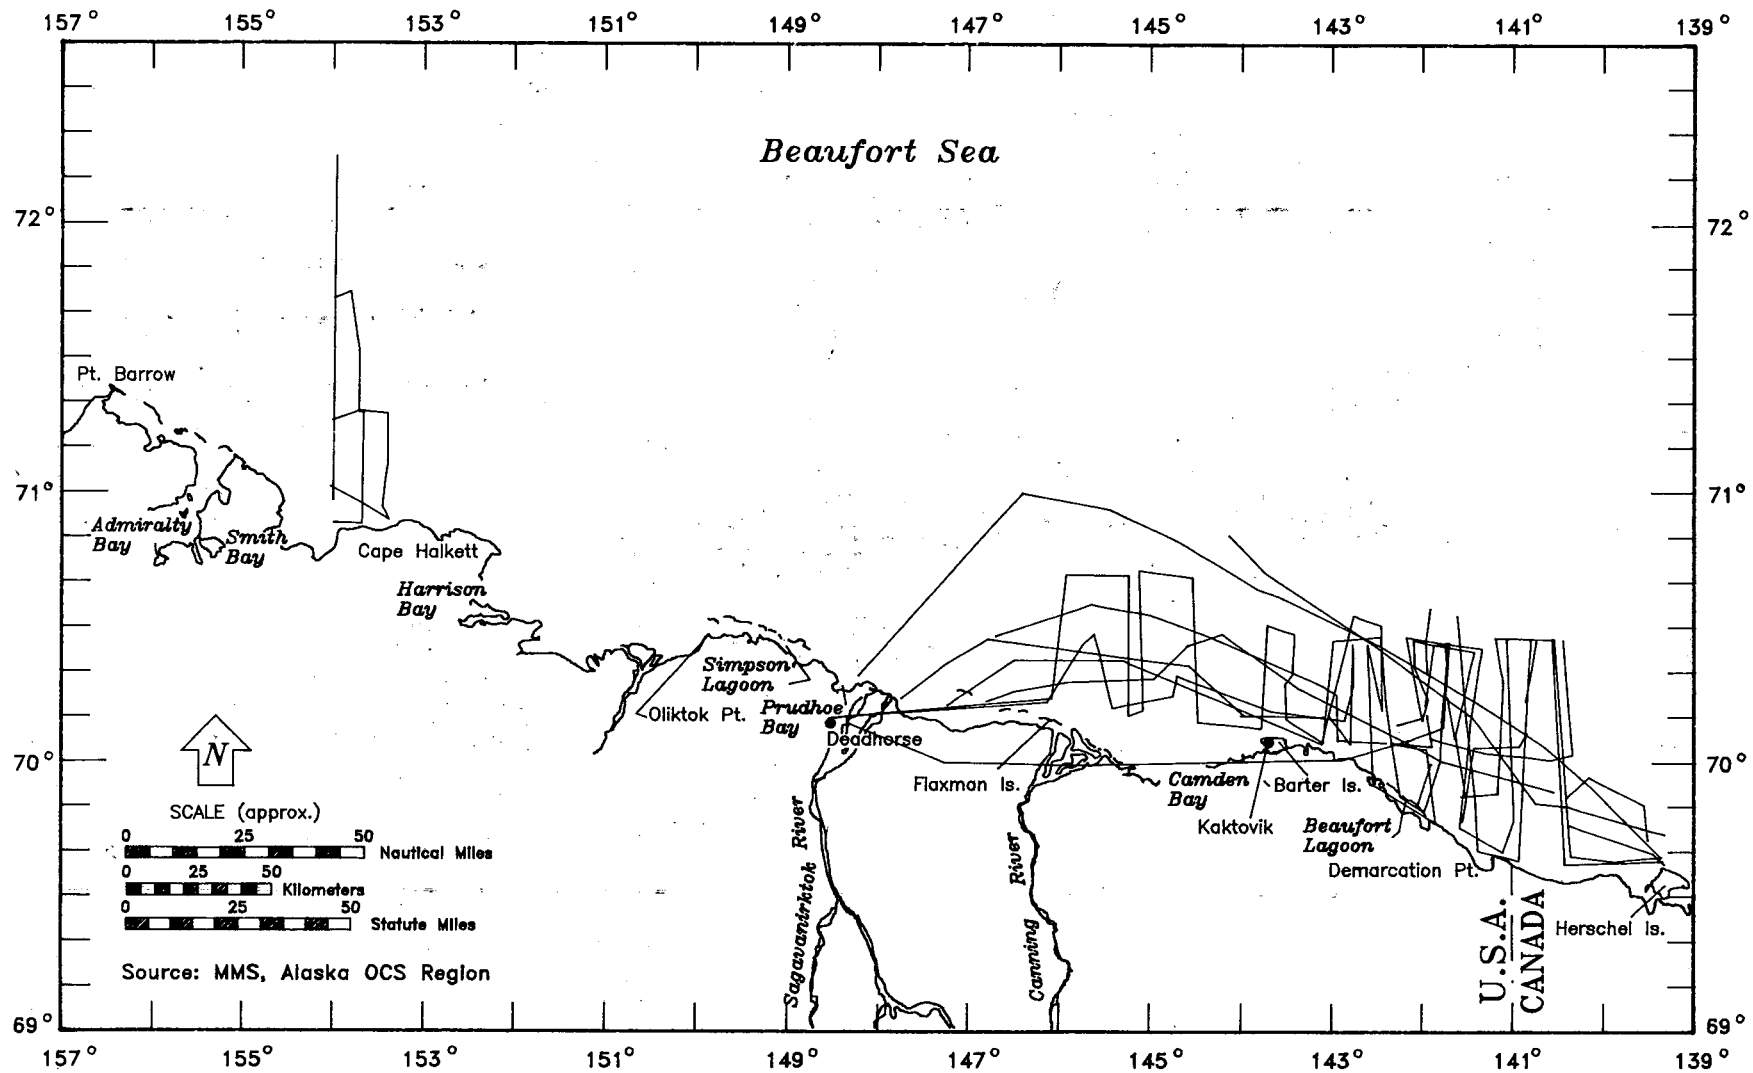 157° 155° 153° 151° 149° 147° 145° 143° 141° 139°
Beaufort Sea
72° 72°
Pt. Barrow
71° 71°
Admiralty
Bay
Smith
Bay
Cape Halkett
Harrison
Bay
Simpson
Lagoon
Oliktok Pt.
Prudhoe
Bay
Deadhorse
N
70° 70°
Flaxman Is.
Camden
Bay
Barter Is.
Kaktovik
Beaufort
Lagoon
Demarcation Pt.
SCALE (approx.)
0 25 50
Nautical Miles
0 25 50
Kilometers
0 25 50
Statute Miles
Sagavanirktok River
Canning River
U.S.A.
CANADA
Herschel Is.
Source: MMS, Alaska OCS Region
69° 69°
157° 155° 153° 151° 149° 147° 145° 143° 141° 139°